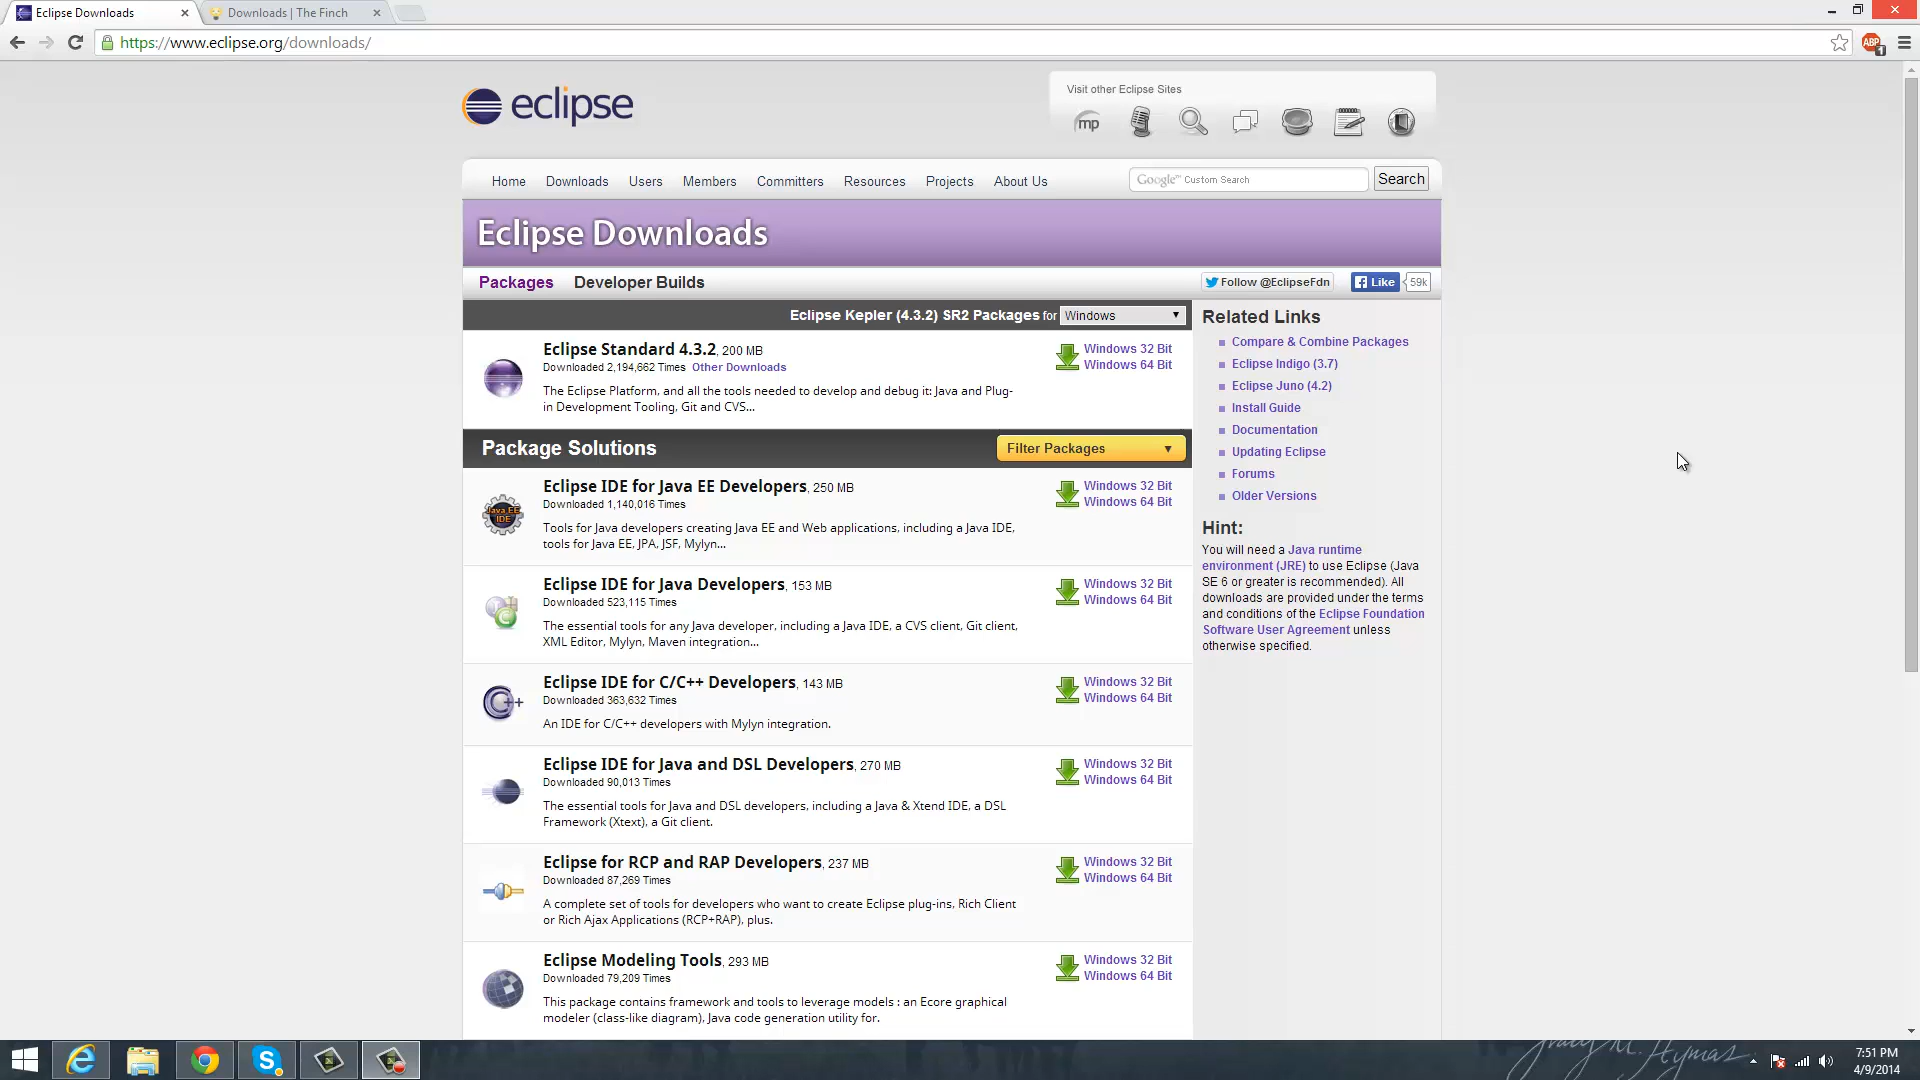 Eclipse Downloads
Downloads | The Finch
https://www.eclipse.org/downloads/
ABP
1
eclipse
Visit other Eclipse Sites
mp
Home Downloads Users Members Committers Resources Projects About Us
Google™ Custom Search
Search
Eclipse Downloads
Packages Developer Builds
Follow @EclipseFdn
Like
59k
Eclipse Kepler (4.3.2) SR2 Packages for Windows
Eclipse Standard 4.3.2, 200 MB
Downloaded 2,194,662 Times Other Downloads
The Eclipse Platform, and all the tools needed to develop and debug it: Java and Plug-
in Development Tooling, Git and CVS...
Windows 32 Bit
Windows 64 Bit
Package Solutions
Filter Packages
Java EE
IDE
Eclipse IDE for Java EE Developers, 250 MB
Downloaded 1,140,016 Times
Tools for Java developers creating Java EE and Web applications, including a Java IDE,
tools for Java EE, JPA, JSF, Mylyn...
Windows 32 Bit
Windows 64 Bit
Eclipse IDE for Java Developers, 153 MB
Downloaded 523,115 Times
The essential tools for any Java developer, including a Java IDE, a CVS client, Git client,
XML Editor, Mylyn, Maven integration...
Windows 32 Bit
Windows 64 Bit
C++
Eclipse IDE for C/C++ Developers, 143 MB
Downloaded 363,632 Times
An IDE for C/C++ developers with Mylyn integration.
Windows 32 Bit
Windows 64 Bit
Eclipse IDE for Java and DSL Developers, 270 MB
Downloaded 90,013 Times
The essential tools for Java and DSL developers, including a Java & Xtend IDE, a DSL
Framework (Xtext), a Git client.
Windows 32 Bit
Windows 64 Bit
Eclipse for RCP and RAP Developers, 237 MB
Downloaded 87,269 Times
A complete set of tools for developers who want to create Eclipse plug-ins, Rich Client
or Rich Ajax Applications (RCP+RAP), plus.
Windows 32 Bit
Windows 64 Bit
Eclipse Modeling Tools, 293 MB
Downloaded 79,209 Times
This package contains framework and tools to leverage models : an Ecore graphical
modeler (class-like diagram), Java code generation utility for.
Windows 32 Bit
Windows 64 Bit
Related Links
Compare & Combine Packages
Eclipse Indigo (3.7)
Eclipse Juno (4.2)
Install Guide
Documentation
Updating Eclipse
Forums
Older Versions
Hint:
You will need a Java runtime
environment (JRE) to use Eclipse (Java
SE 6 or greater is recommended). All
downloads are provided under the terms
and conditions of the Eclipse Foundation
Software User Agreement unless
otherwise specified.
7:51 PM
4/9/2014